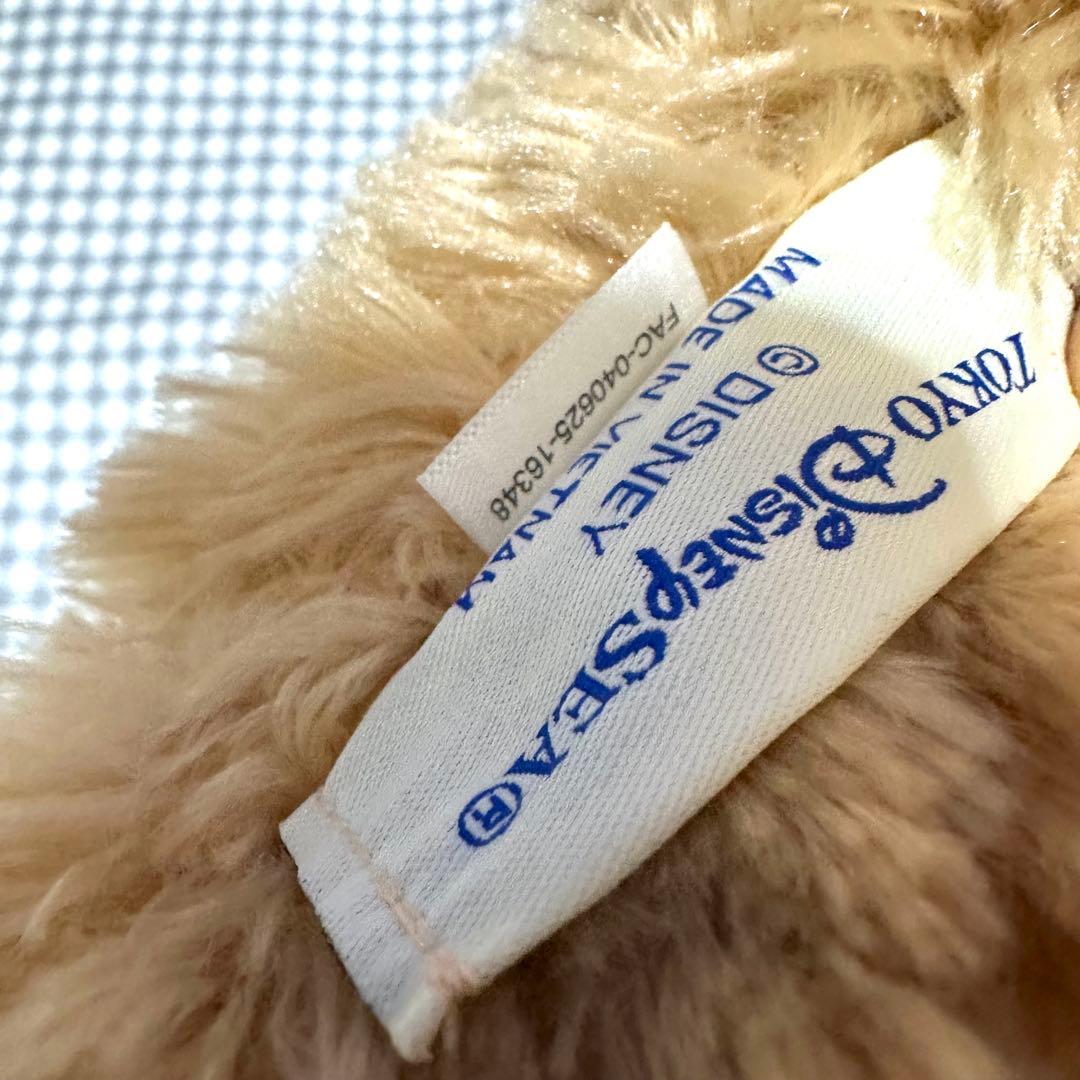 TOKYO
DISNEYSEA®
© DISNEY
MADE IN VIETNAM
FAC-040625-16348